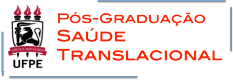 Pós-Graduação
Saúde
Translacional
UFPE